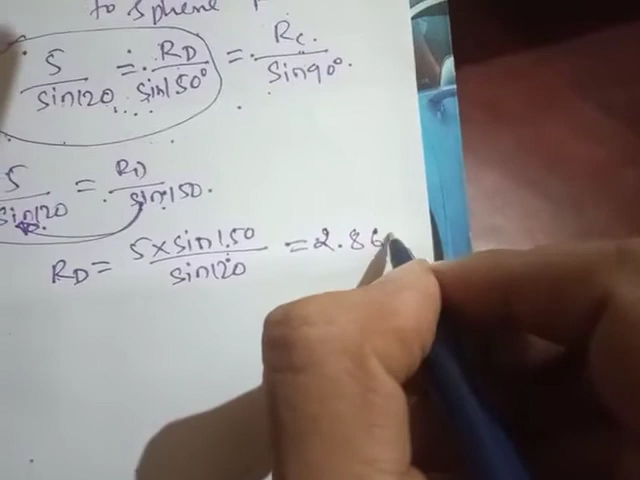 to sphere
5/sin120 = RD/sin150° = RC/sin90°.
5/sin120 = RD/sin150.
RD = 5×sin150/sin120 = 2.86